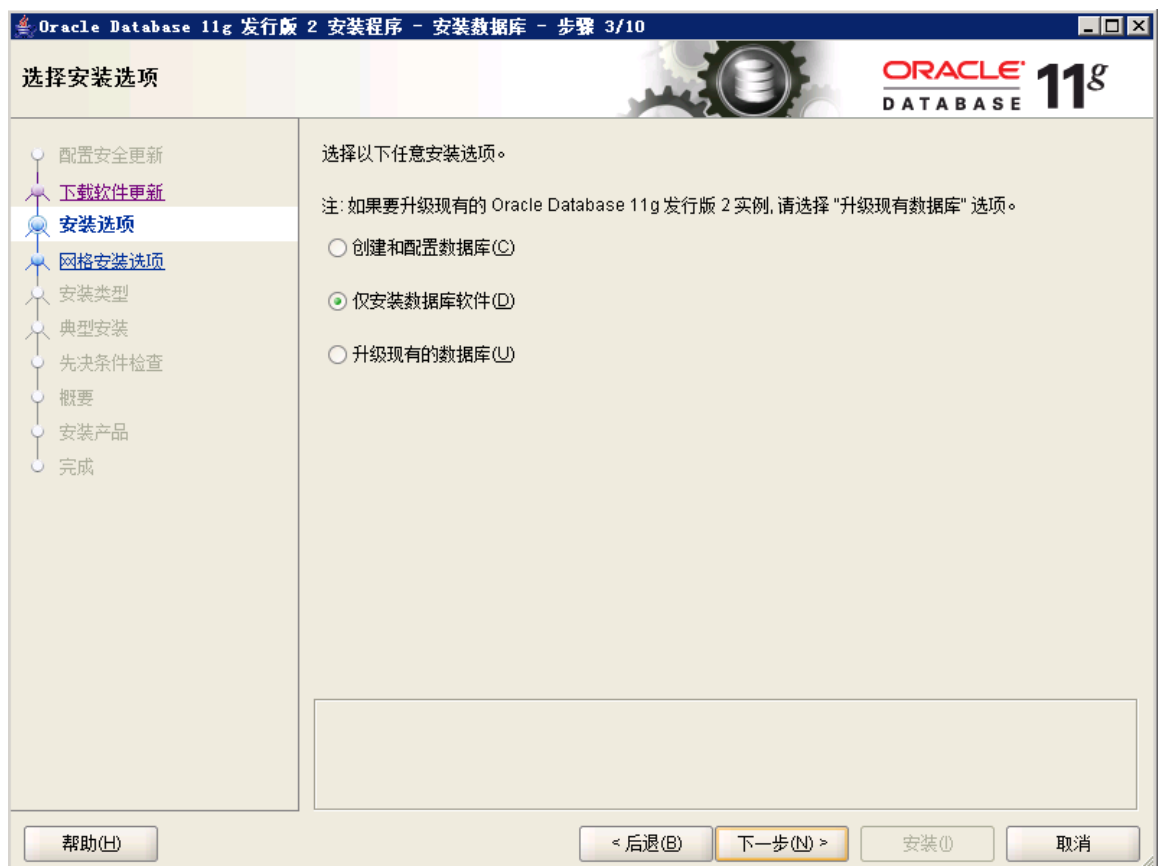 Oracle Database 11g 发行版 2 安装程序 - 安装数据库 - 步骤 3/10
选择安装选项
ORACLE
DATABASE
11g
配置安全更新
下载软件更新
安装选项
网格安装选项
安装类型
典型安装
先决条件检查
概要
安装产品
完成
选择以下任意安装选项。
注: 如果要升级现有的 Oracle Database 11g 发行版 2 实例, 请选择 "升级现有数据库" 选项。
创建和配置数据库(C)
仅安装数据库软件(D)
升级现有的数据库(U)
帮助(H)
< 后退(B)
下一步(N) >
安装(I)
取消